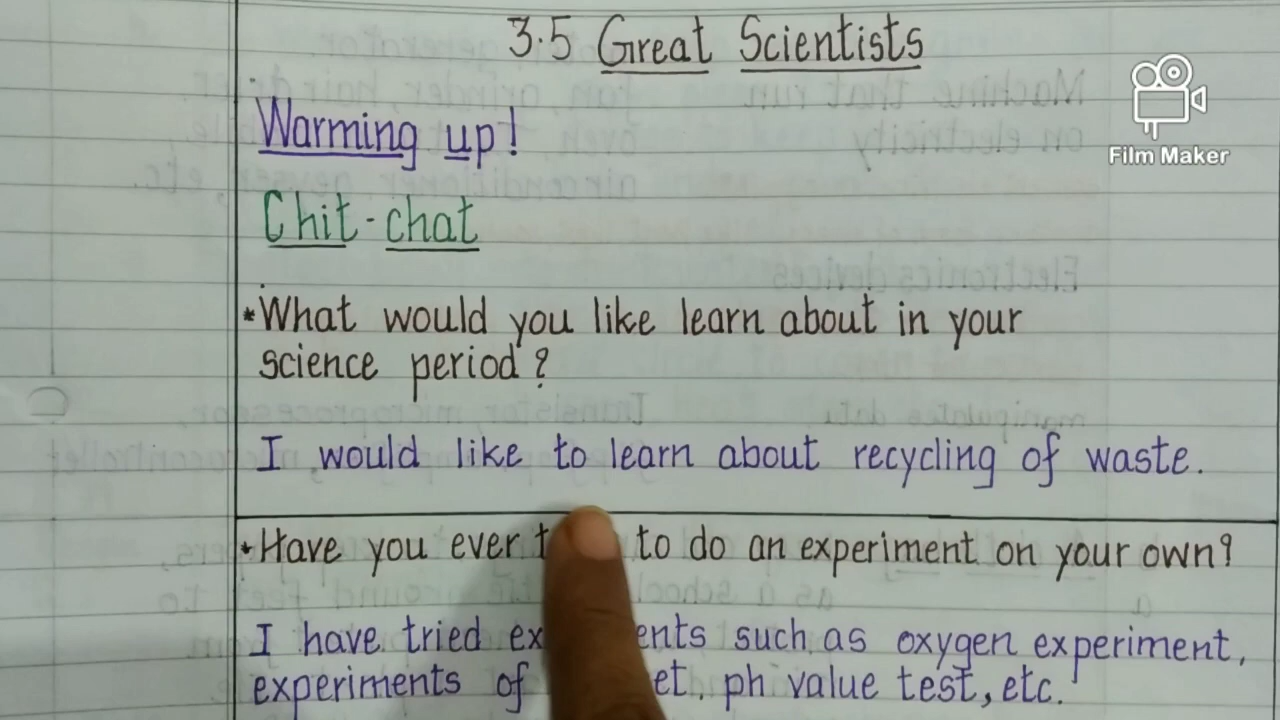 3.5 Great Scientists
Film Maker
Warming up!
Chit-chat
*What would you like learn about in your
science period?
I would like to learn about recycling of waste.
*Have you ever to do an experiment on your own?
I have tried such as oxygen experiment,
experiments of ph value test, etc.